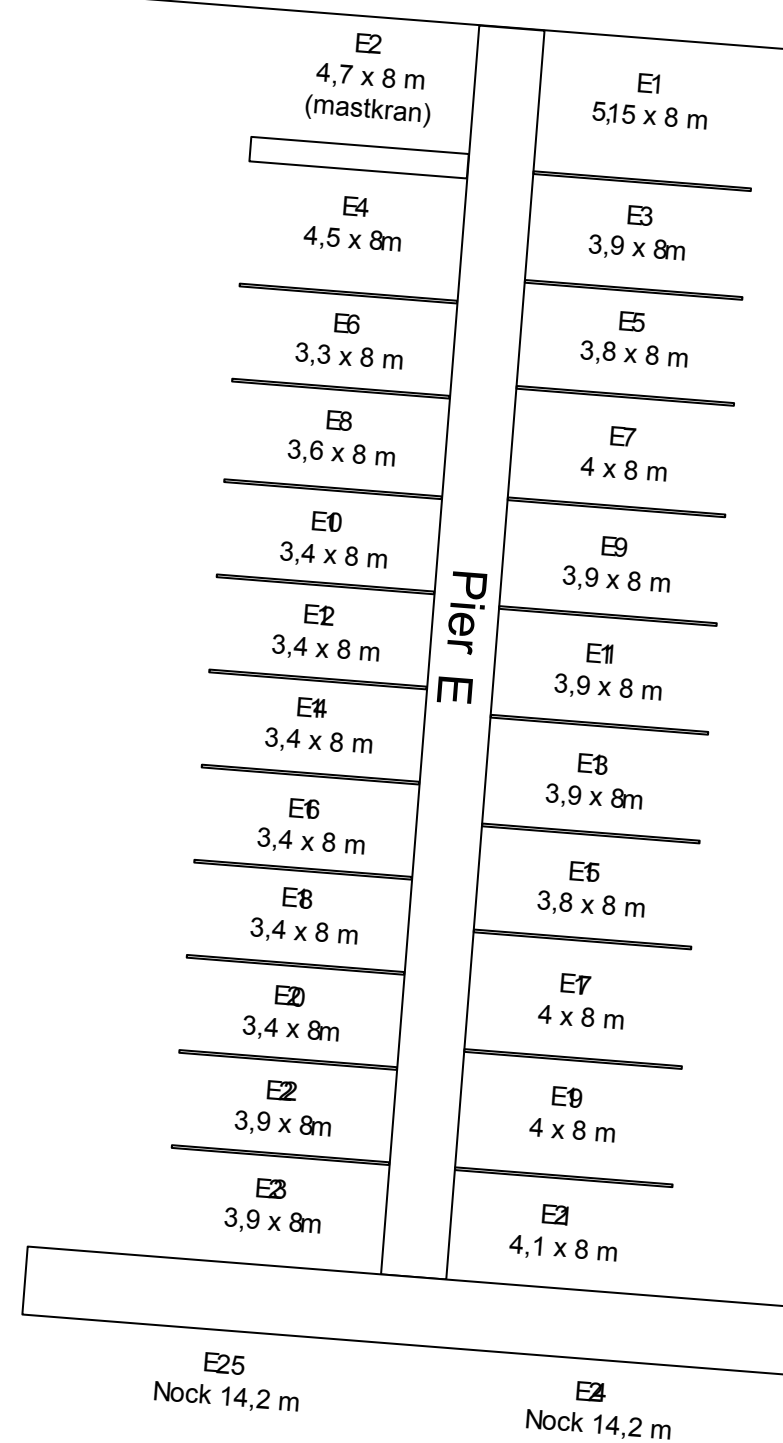 E2
4,7 x 8 m
(mastkran)
E1
5,15 x 8 m
E4
4,5 x 8m
E3
3,9 x 8m
E6
3,3 x 8 m
E5
3,8 x 8 m
E8
3,6 x 8 m
E7
4 x 8 m
E10
3,4 x 8 m
E9
3,9 x 8 m
Pier E
E12
3,4 x 8 m
E11
3,9 x 8 m
E14
3,4 x 8 m
E13
3,9 x 8m
E16
3,4 x 8 m
E15
3,8 x 8 m
E18
3,4 x 8 m
E17
4 x 8 m
E20
3,4 x 8m
E19
4 x 8 m
E22
3,9 x 8m
E21
4,1 x 8 m
E23
3,9 x 8m
E25
Nock 14,2 m
E24
Nock 14,2 m